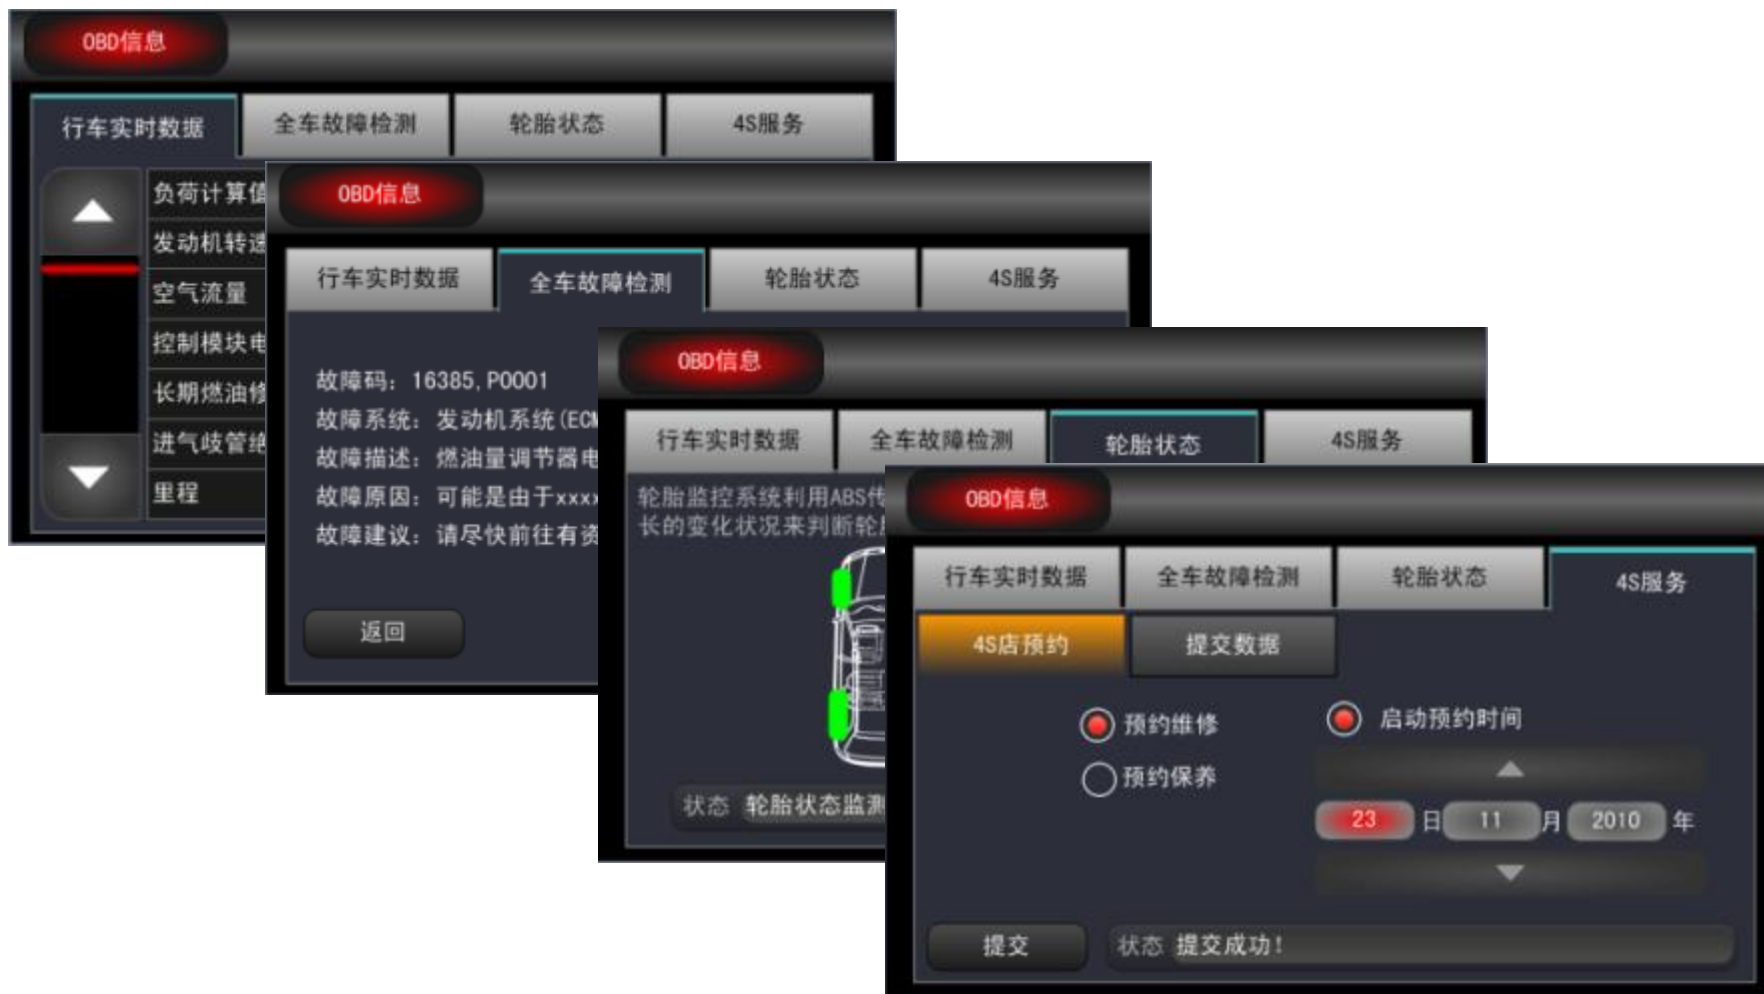 OBD信息
行车实时数据 全车故障检测 轮胎状态 4S服务
负荷计算值
发动机转速
空气流量
控制模块电
长期燃油修
进气歧管绝
里程
OBD信息
行车实时数据 全车故障检测 轮胎状态 4S服务
故障码: 16385,P0001
故障系统: 发动机系统(ECM
故障描述: 燃油量调节器电
故障原因: 可能是由于xxxx
故障建议: 请尽快前往有资
返回
OBD信息
行车实时数据 全车故障检测 轮胎状态 4S服务
轮胎监控系统利用ABS传
长的变化状况来判断轮胎
状态 轮胎状态监测
OBD信息
行车实时数据 全车故障检测 轮胎状态 4S服务
4S店预约 提交数据
预约维修 启动预约时间
预约保养
23 日 11 月 2010 年
提交 状态 提交成功!